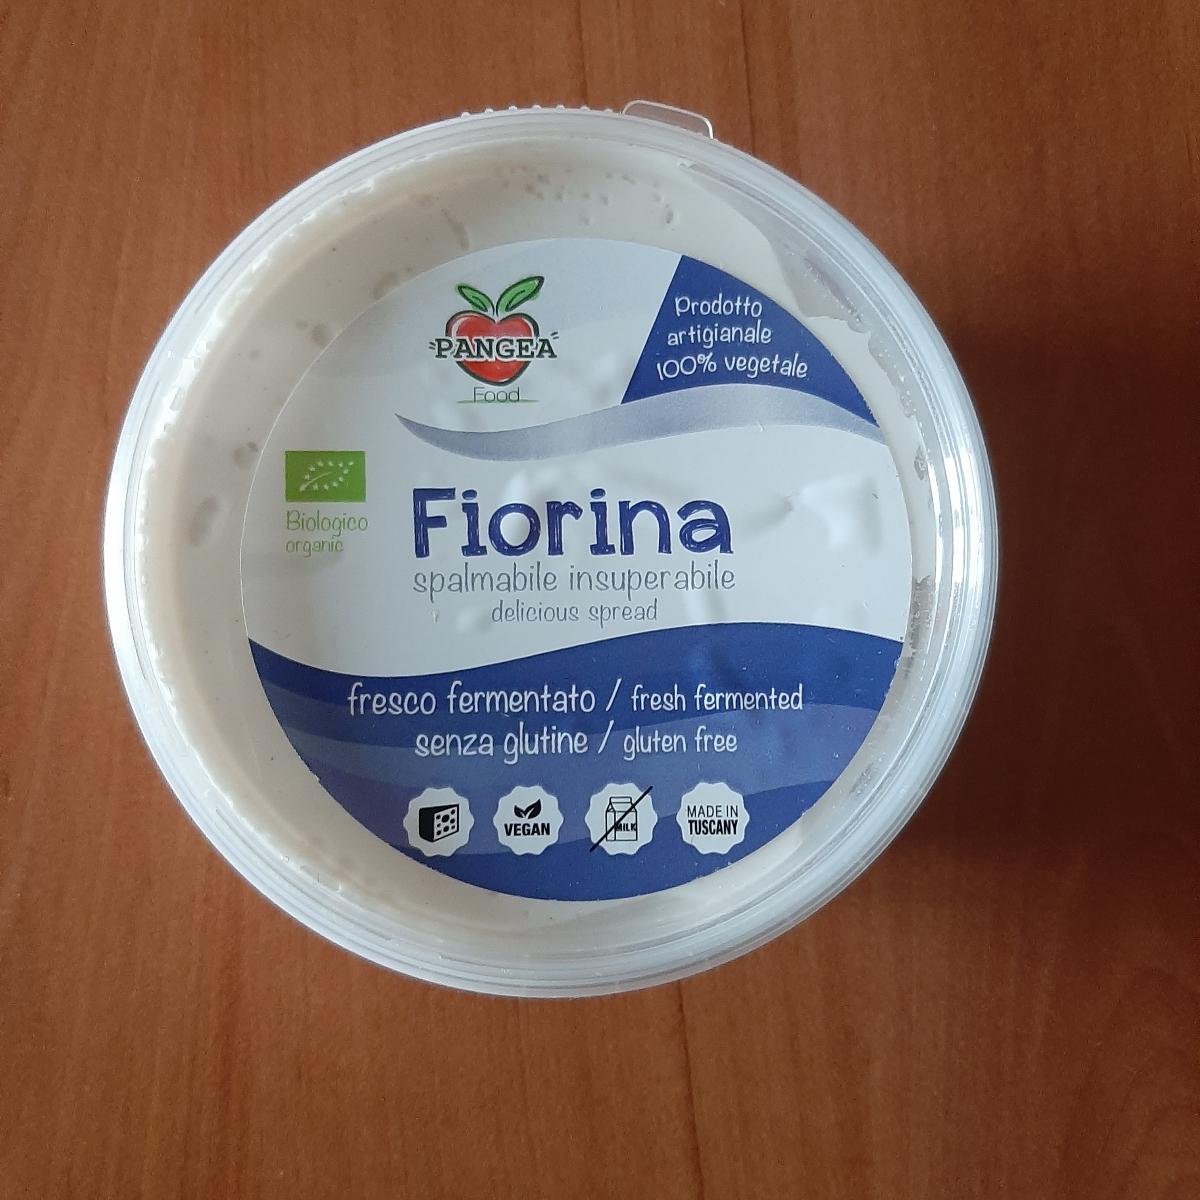 PANGEA
Food
Prodotto
artigianale
100% vegetale
Biologico
organic
Fiorina
spalmabile insuperabile
delicious spread
fresco fermentato / fresh fermented
senza glutine / gluten free
VEGAN
MILK
MADE IN
TUSCANY